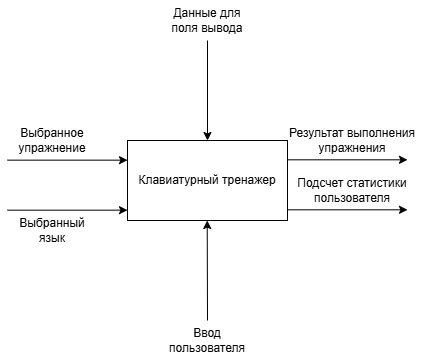 Данные для
поля вывода
Выбранное
упражнение
Результат выполнения
упражнения
Клавиатурный тренажер
Подсчет статистики
пользователя
Выбранный
язык
Ввод
пользователя